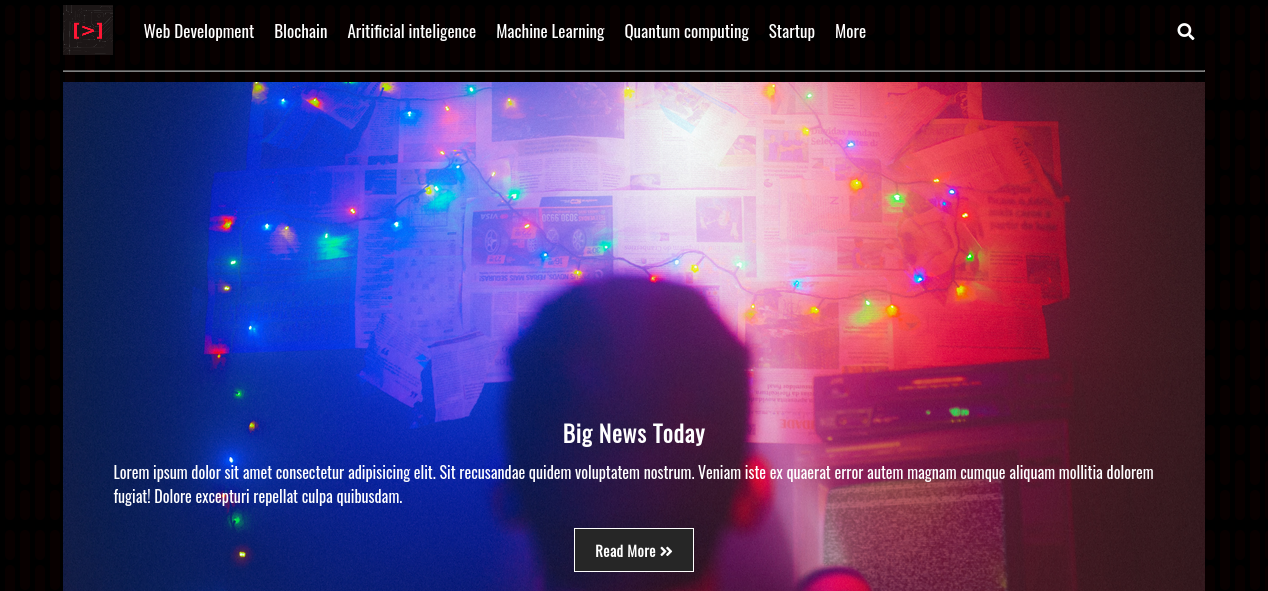 [>]
Web Development Blochain Aritificial inteligence Machine Learning Quantum computing Startup More
Big News Today
Lorem ipsum dolor sit amet consectetur adipisicing elit. Sit recusandae quidem voluptatem nostrum. Veniam iste ex quaerat error autem magnam cumque aliquam mollitia dolorem
fugiat! Dolore excepturi repellat culpa quibusdam.
Read More